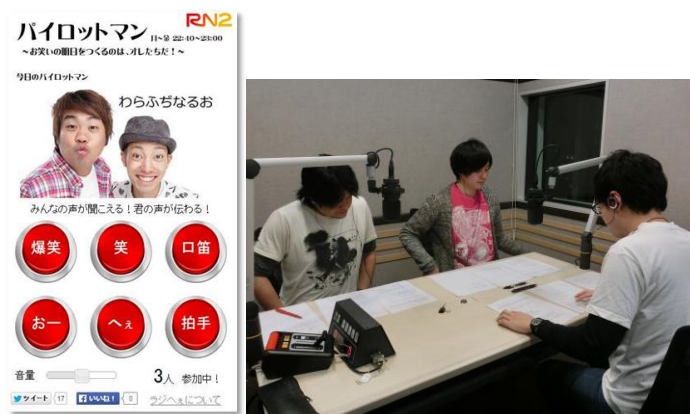 RN2
パイロットマン
月~金 22:40~23:00
~お笑いの明日をつくるのは、オレたちだ!~
今日のパイロットマン
わらふぢなるお
みんなの声が聞こえる!君の声が伝わる!
爆笑 笑 口笛
おー へぇ 拍手
音量 3人 参加中!
ツイート 17 いいね! 8 ラジへぇについて